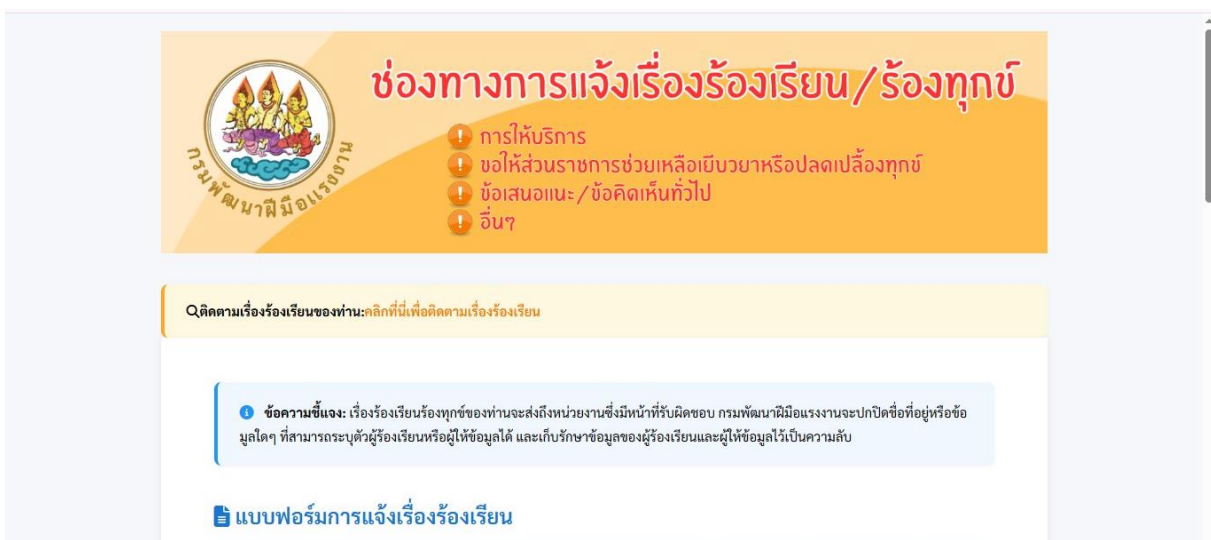 ช่องทางการแจ้งเรื่องร้องเรียน/ร้องทุกข์
การให้บริการ
ขอให้ส่วนราชการช่วยเหลือเยียวยาหรือปลดเปลื้องทุกข์
ข้อเสนอแนะ/ข้อคิดเห็นทั่วไป
อื่นๆ
กรมพัฒนาฝีมือแรงงาน
ติดตามเรื่องร้องเรียนของท่าน:คลิกที่นี่เพื่อติดตามเรื่องร้องเรียน
ข้อความชี้แจง: เรื่องร้องเรียนร้องทุกข์ของท่านจะส่งถึงหน่วยงานซึ่งมีหน้าที่รับผิดชอบ กรมพัฒนาฝีมือแรงงานจะปกปิดชื่อที่อยู่หรือข้อ
มูลใดๆ ที่สามารถระบุตัวผู้ร้องเรียนหรือผู้ให้ข้อมูลได้ และเก็บรักษาข้อมูลของผู้ร้องเรียนและผู้ให้ข้อมูลไว้เป็นความลับ
แบบฟอร์มการแจ้งเรื่องร้องเรียน